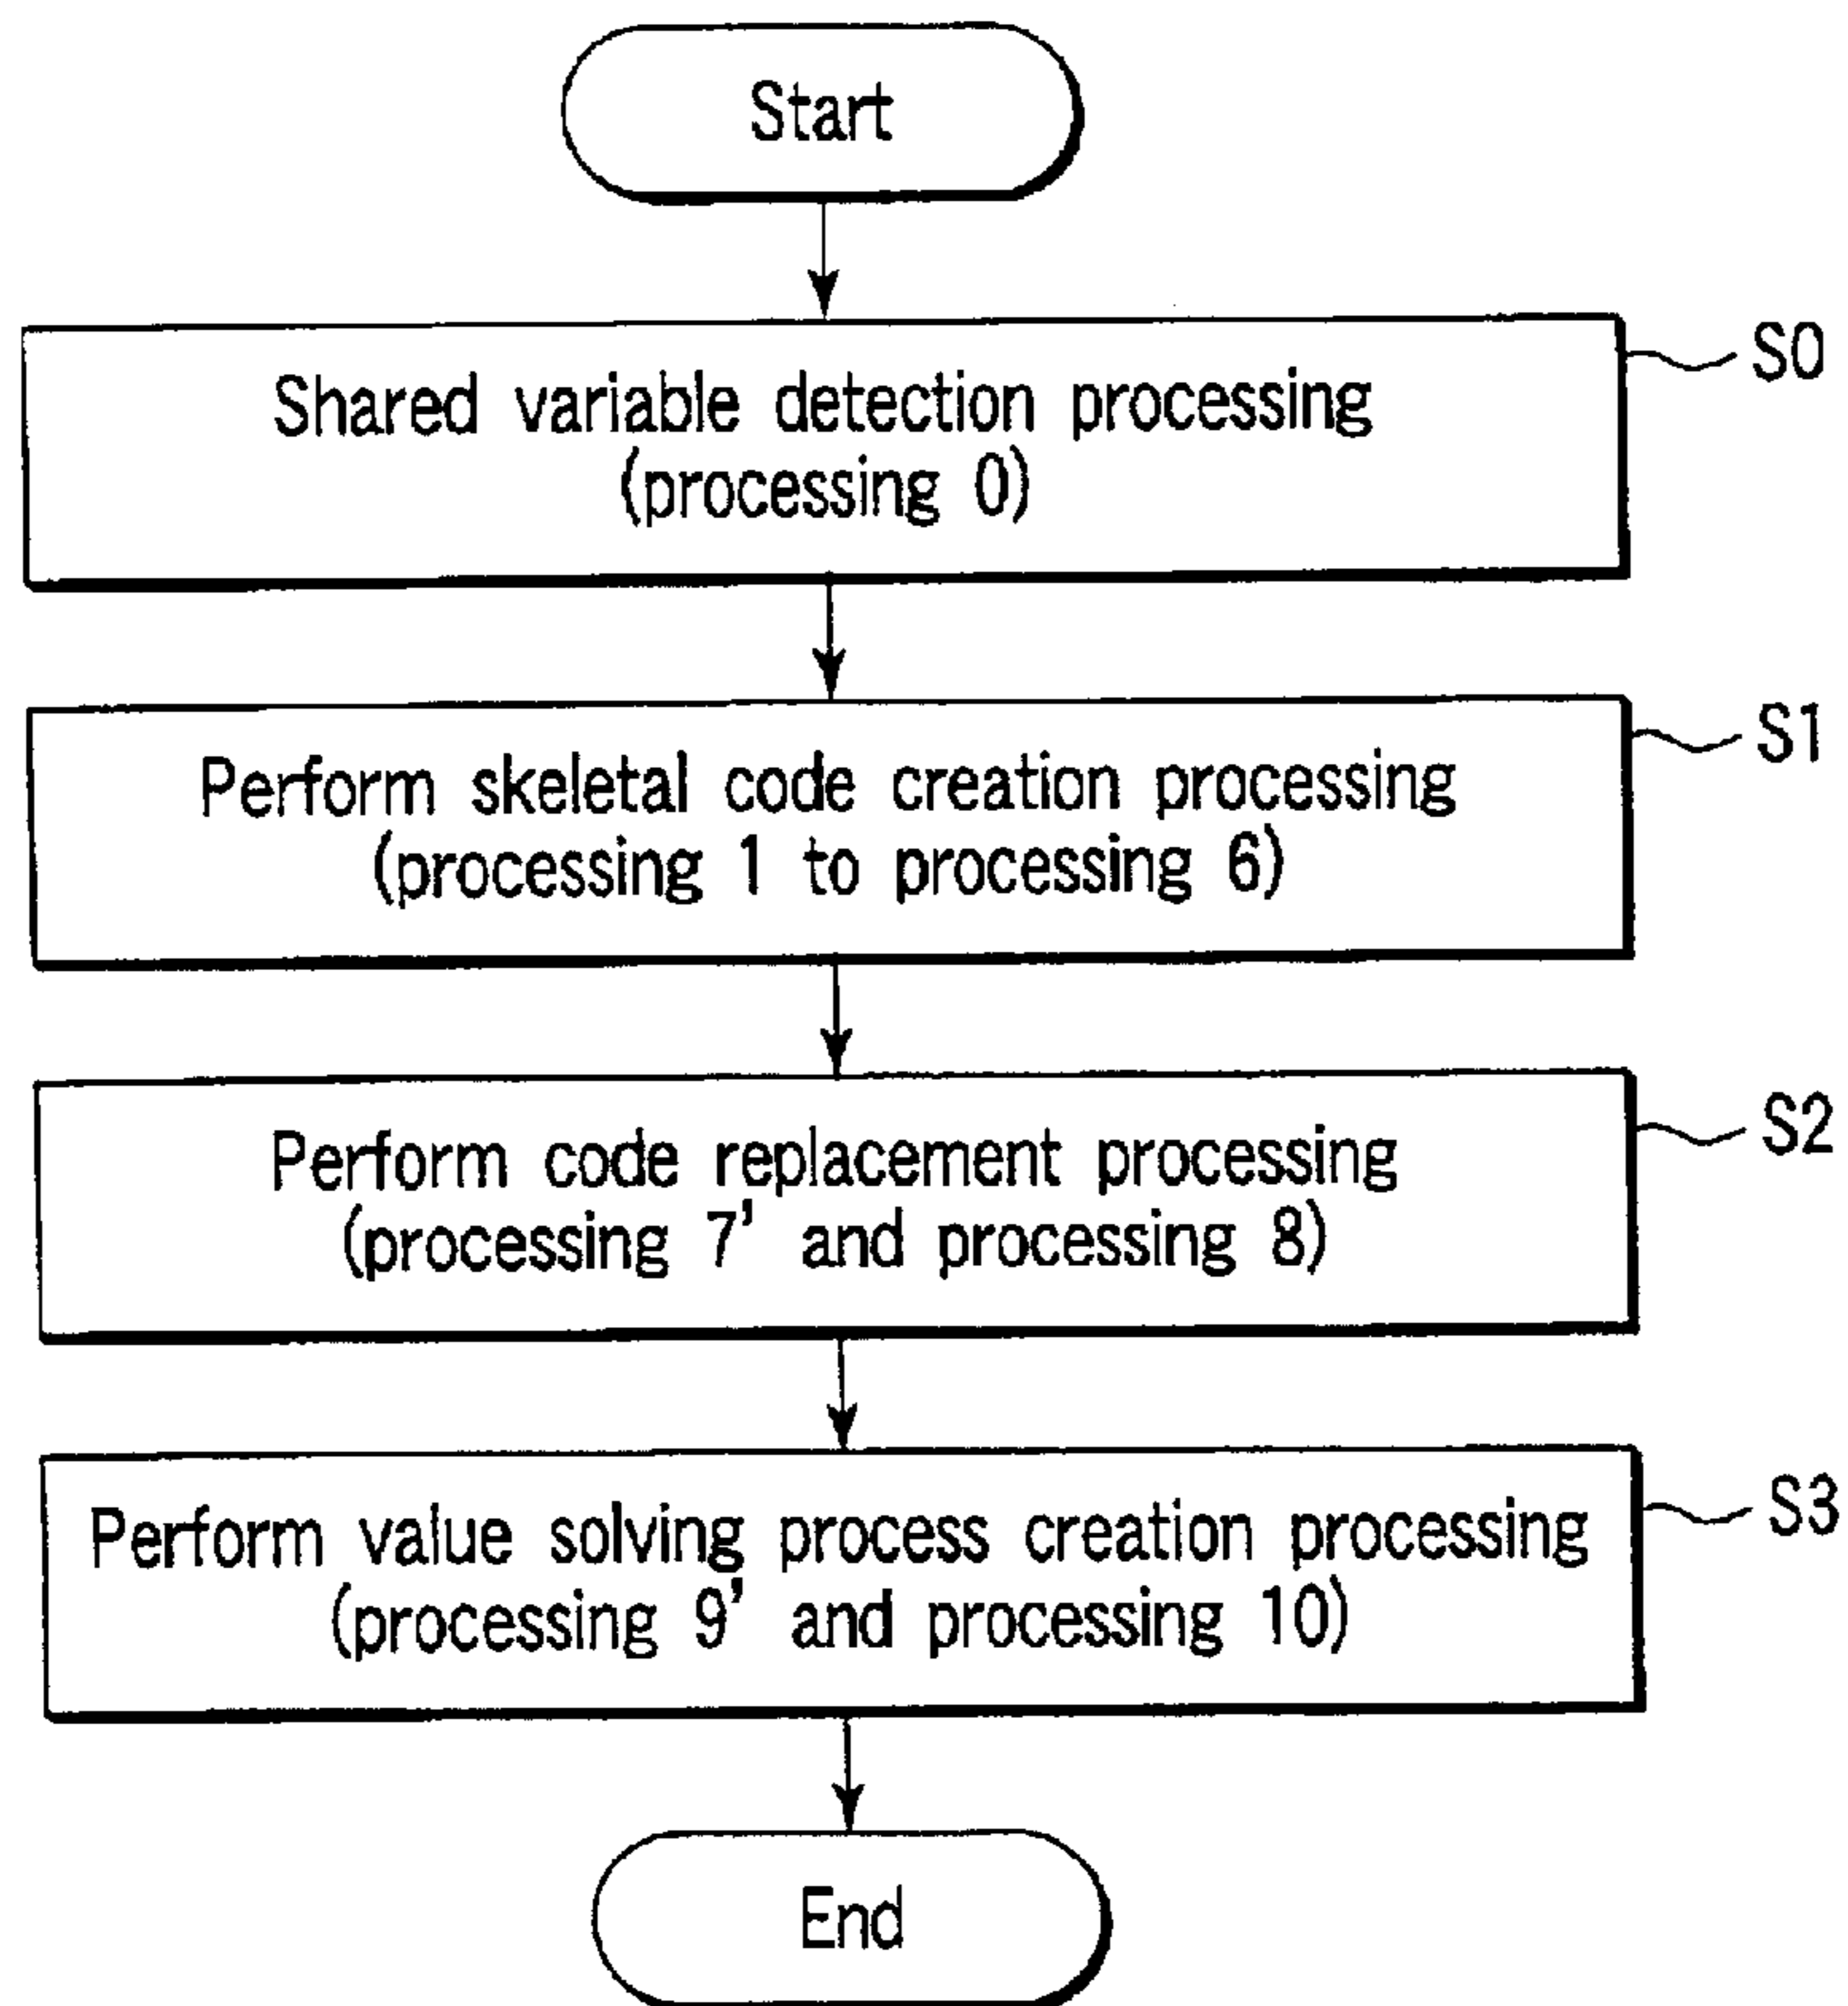 Start
Shared variable detection processing
(processing 0)
S0
Perform skeletal code creation processing
(processing 1 to processing 6)
S1
Perform code replacement processing
(processing 7' and processing 8)
S2
Perform value solving process creation processing
(processing 9' and processing 10)
S3
End